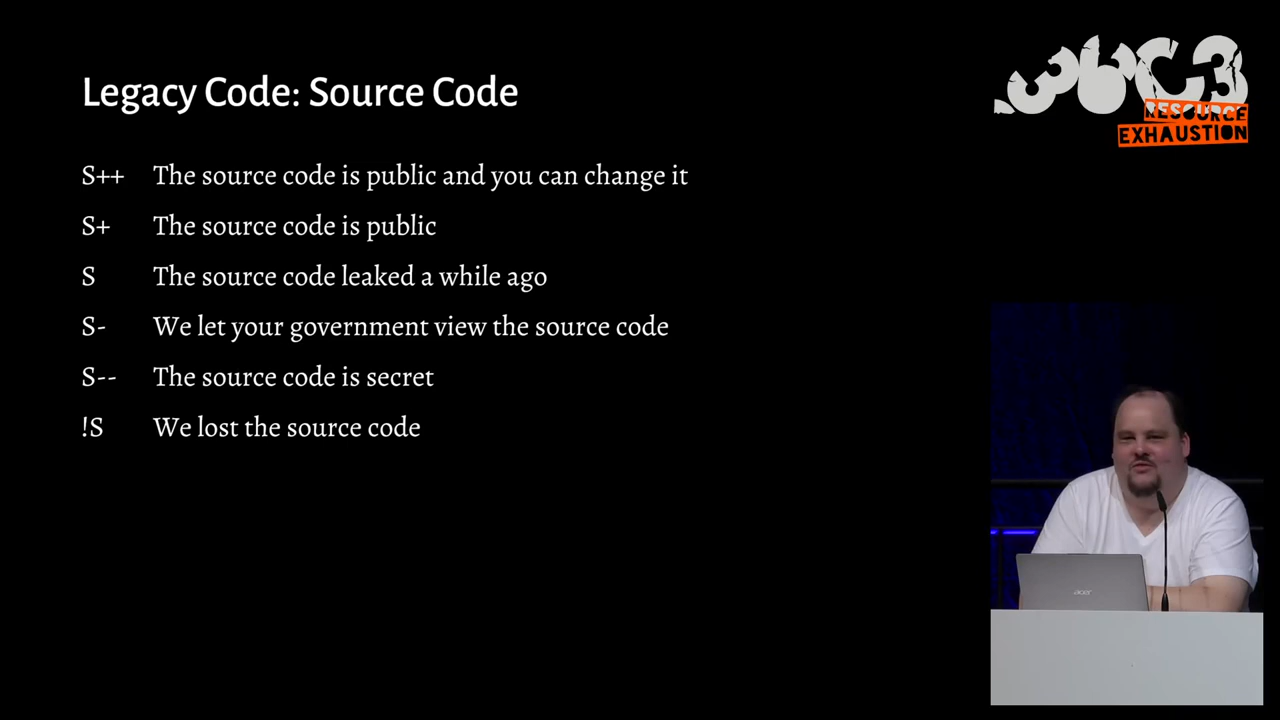 Legacy Code: Source Code
S++ The source code is public and you can change it
S+ The source code is public
S The source code leaked a while ago
S- We let your government view the source code
S-- The source code is secret
!S We lost the source code
36C3
RESOURCE
EXHAUSTION
acer